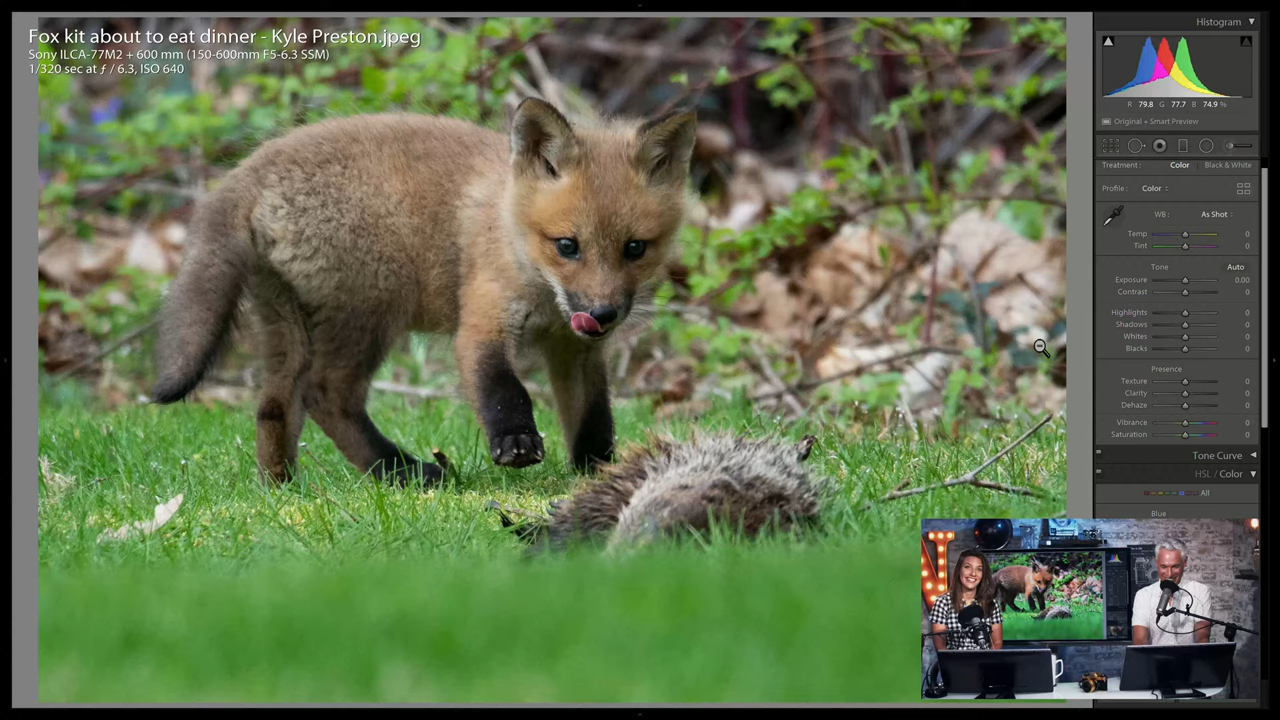 Fox kit about to eat dinner - Kyle Preston.jpeg
Sony ILCA-77M2 + 600 mm (150-600mm F5-6.3 SSM)
1/320 sec at ƒ / 6.3, ISO 640
Histogram
R 79.8 G 77.7 B 74.9 %
Original + Smart Preview
Treatment: Color Black & White
Profile: Color
WB: As Shot
Temp 0
Tint 0
Tone Auto
Exposure 0.00
Contrast 0
Highlights 0
Shadows 0
Whites 0
Blacks 0
Presence
Texture 0
Clarity 0
Dehaze 0
Vibrance 0
Saturation 0
Tone Curve
HSL / Color
All
Blue
N